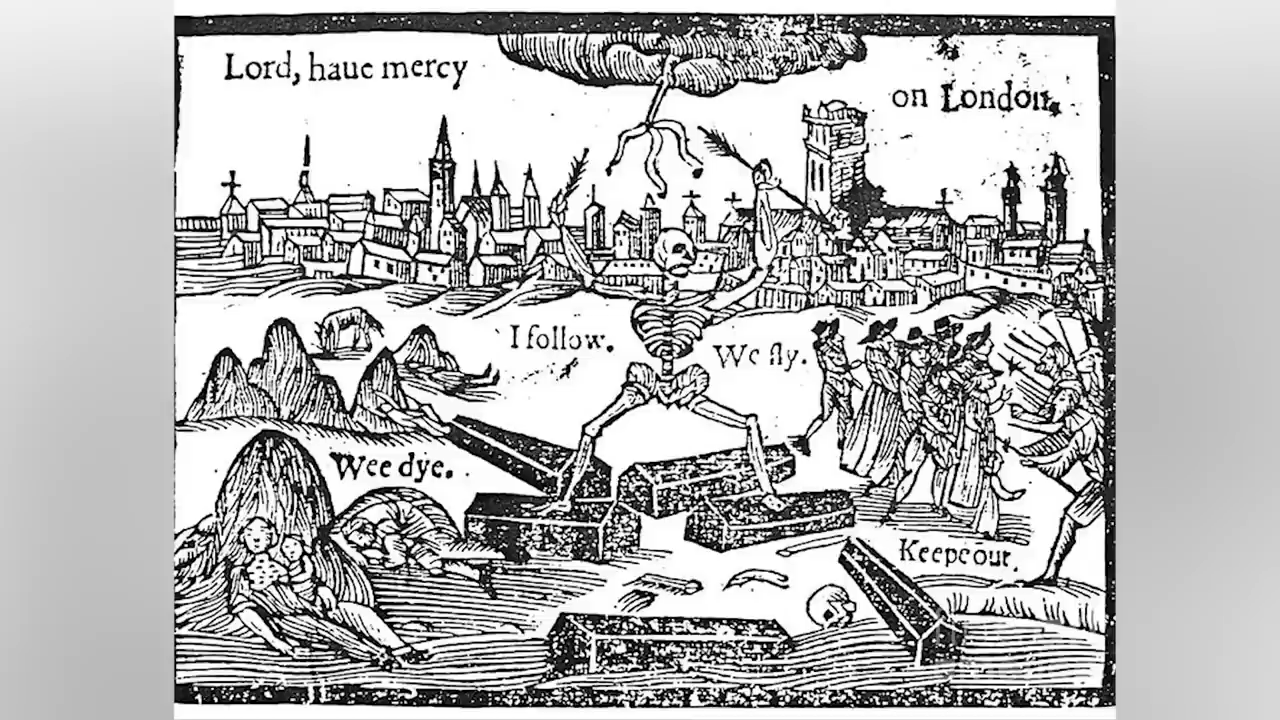 Lord, haue mercy
on London.
I follow.
We fly.
Wee dye.
Keepe out.